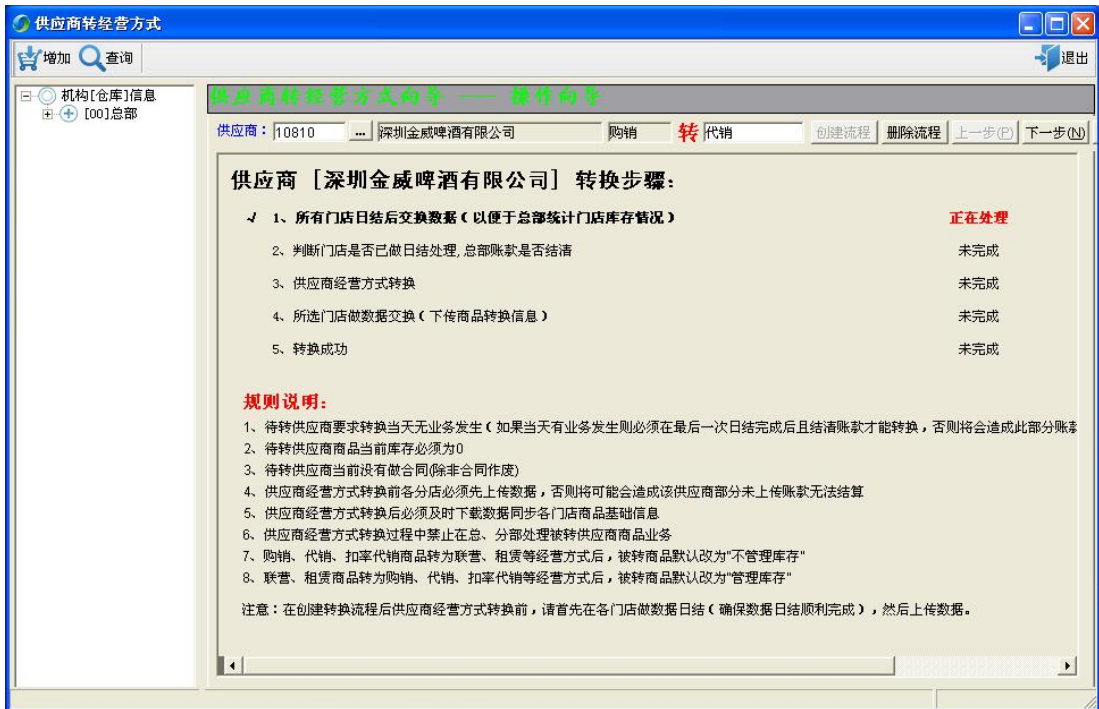 供应商转经营方式
增加 查询 退出
机构[仓库]信息
[00]总部
供应商转经营方式向导 —— 操作向导
供应商： 10810 ... 深圳金威啤酒有限公司 购销 转 代销 创建流程 删除流程 上一步(P) 下一步(N)
供应商 [深圳金威啤酒有限公司] 转换步骤：
√ 1、所有门店日结后交换数据（以便于总部统计门店库存情况） 正在处理
2、判断门店是否已做日结处理,总部账款是否结清 未完成
3、供应商经营方式转换 未完成
4、所选门店做数据交换（下传商品转换信息） 未完成
5、转换成功 未完成
规则说明：
1、待转供应商要求转换当天无业务发生（如果当天有业务发生则必须在最后一次日结完成后且结清账款才能转换，否则将会造成此部分账款
2、待转供应商商品当前库存必须为0
3、待转供应商当前没有做合同(除非合同作废)
4、供应商经营方式转换前各分店必须先上传数据，否则将可能会造成该供应商部分未上传账款无法结算
5、供应商经营方式转换后必须及时下载数据同步各门店商品基础信息
6、供应商经营方式转换过程中禁止在总、分部处理被转供应商商品业务
7、购销、代销、扣率代销商品转为联营、租赁等经营方式后，被转商品默认改为"不管理库存"
8、联营、租赁商品转为购销、代销、扣率代销等经营方式后，被转商品默认改为"管理库存"
注意：在创建转换流程后供应商经营方式转换前，请首先在各门店做数据日结（确保数据日结顺利完成），然后上传数据。